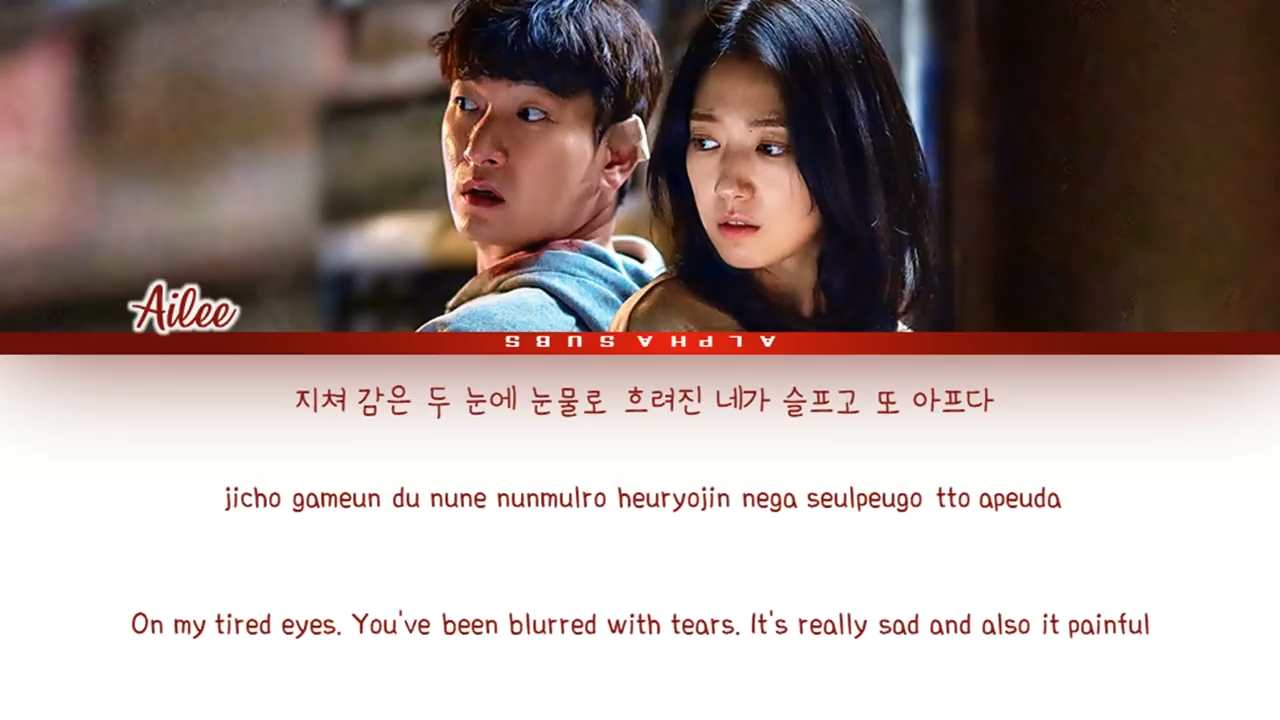 Ailee
ALPHASUBS
지쳐 감은 두 눈에 눈물로 흐려진 네가 슬프고 또 아프다
jicho gameun du nune nunmulro heuryojin nega seulpeugo tto apeuda
On my tired eyes. You've been blurred with tears. It's really sad and also it painful